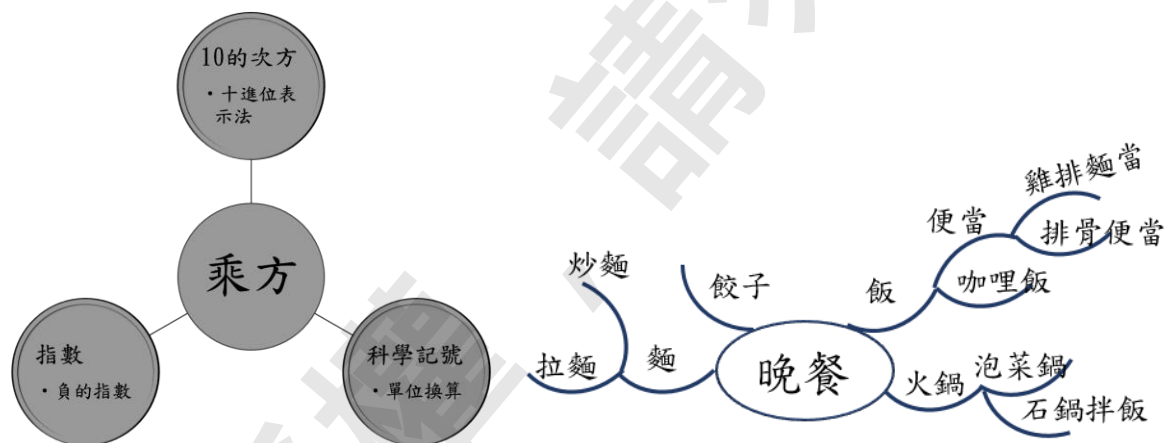 10的次方
・十進位表
示法
乘方
指數
・負的指數
科學記號
・單位換算
請
權
炒麵
拉麵
麵
餃子
晚餐
飯
便當
雞排麵當
排骨便當
咖哩飯
火鍋
泡菜鍋
石鍋拌飯